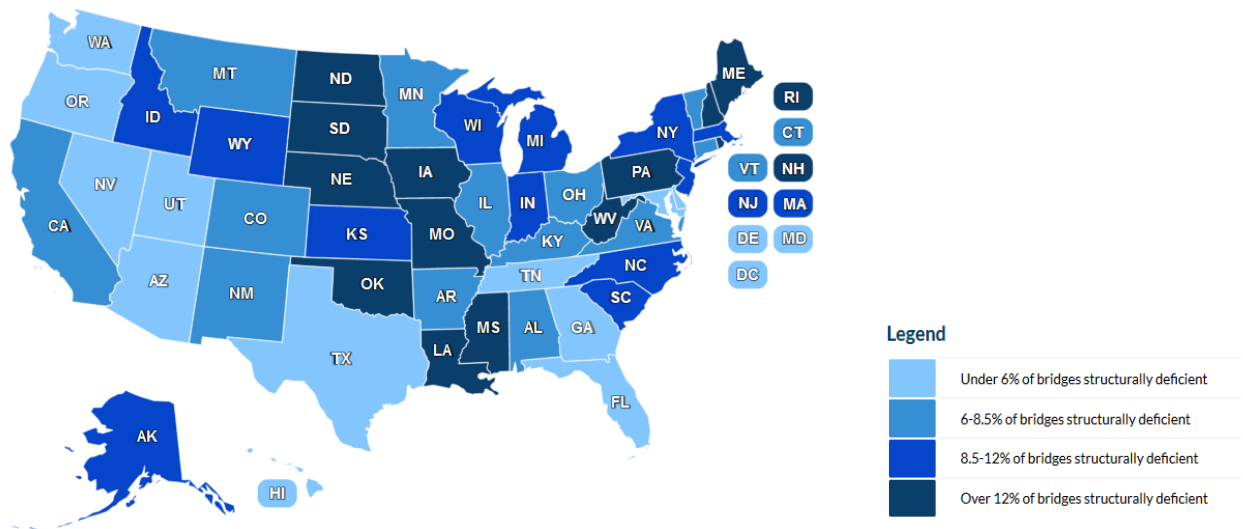 WA
MT
ND
MN
ME
OR
ID
SD
WI
MI
NY
RI
WY
CT
NV
UT
NE
IA
PA
VT
NH
CA
CO
IL
IN
OH
NJ
MA
KS
MO
WV
VA
KY
DE
MD
AZ
NM
OK
AR
TN
NC
DC
SC
TX
LA
MS
AL
GA
FL
AK
HI
Legend
Under 6% of bridges structurally deficient
6-8.5% of bridges structurally deficient
8.5-12% of bridges structurally deficient
Over 12% of bridges structurally deficient